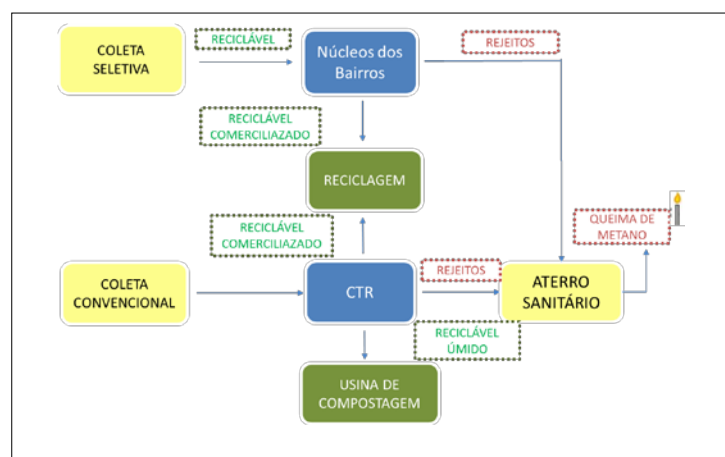 COLETA
SELETIVA
RECICLÁVEL
Núcleos dos
Bairros
REJEITOS
RECICLÁVEL
COMERCILIAZADO
RECICLAGEM
QUEIMA DE
METANO
RECICLÁVEL
COMERCILIAZADO
COLETA
CONVENCIONAL
CTR
REJEITOS
ATERRO
SANITÁRIO
RECICLÁVEL
ÚMIDO
USINA DE
COMPOSTAGEM